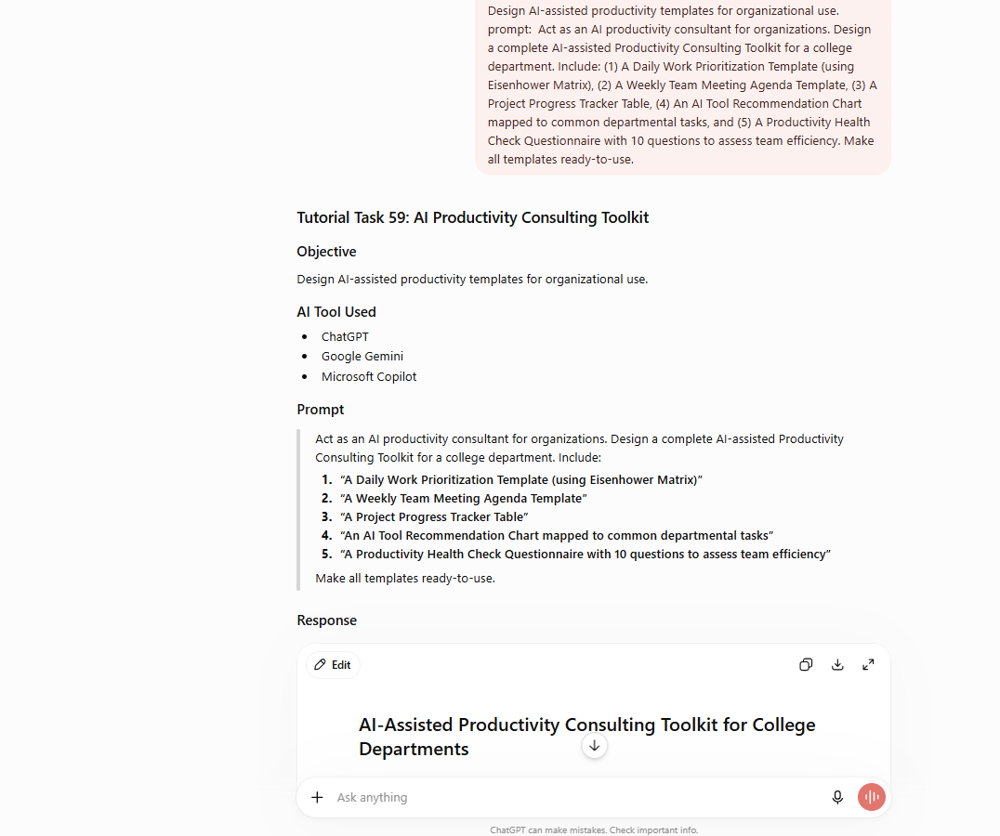 Design AI-assisted productivity templates for organizational use.
prompt:  Act as an AI productivity consultant for organizations. Design
a complete AI-assisted Productivity Consulting Toolkit for a college
department. Include: (1) A Daily Work Prioritization Template (using
Eisenhower Matrix), (2) A Weekly Team Meeting Agenda Template, (3) A
Project Progress Tracker Table, (4) An AI Tool Recommendation Chart
mapped to common departmental tasks, and (5) A Productivity Health
Check Questionnaire with 10 questions to assess team efficiency. Make
all templates ready-to-use.
Tutorial Task 59: AI Productivity Consulting Toolkit
Objective
Design AI-assisted productivity templates for organizational use.
AI Tool Used
• ChatGPT
• Google Gemini
• Microsoft Copilot
Prompt
Act as an AI productivity consultant for organizations. Design a complete AI-assisted Productivity
Consulting Toolkit for a college department. Include:
1. “A Daily Work Prioritization Template (using Eisenhower Matrix)”
2. “A Weekly Team Meeting Agenda Template”
3. “A Project Progress Tracker Table”
4. “An AI Tool Recommendation Chart mapped to common departmental tasks”
5. “A Productivity Health Check Questionnaire with 10 questions to assess team efficiency”
Make all templates ready-to-use.
Response
Edit
AI-Assisted Productivity Consulting Toolkit for College
Departments
Ask anything
ChatGPT can make mistakes. Check important info.